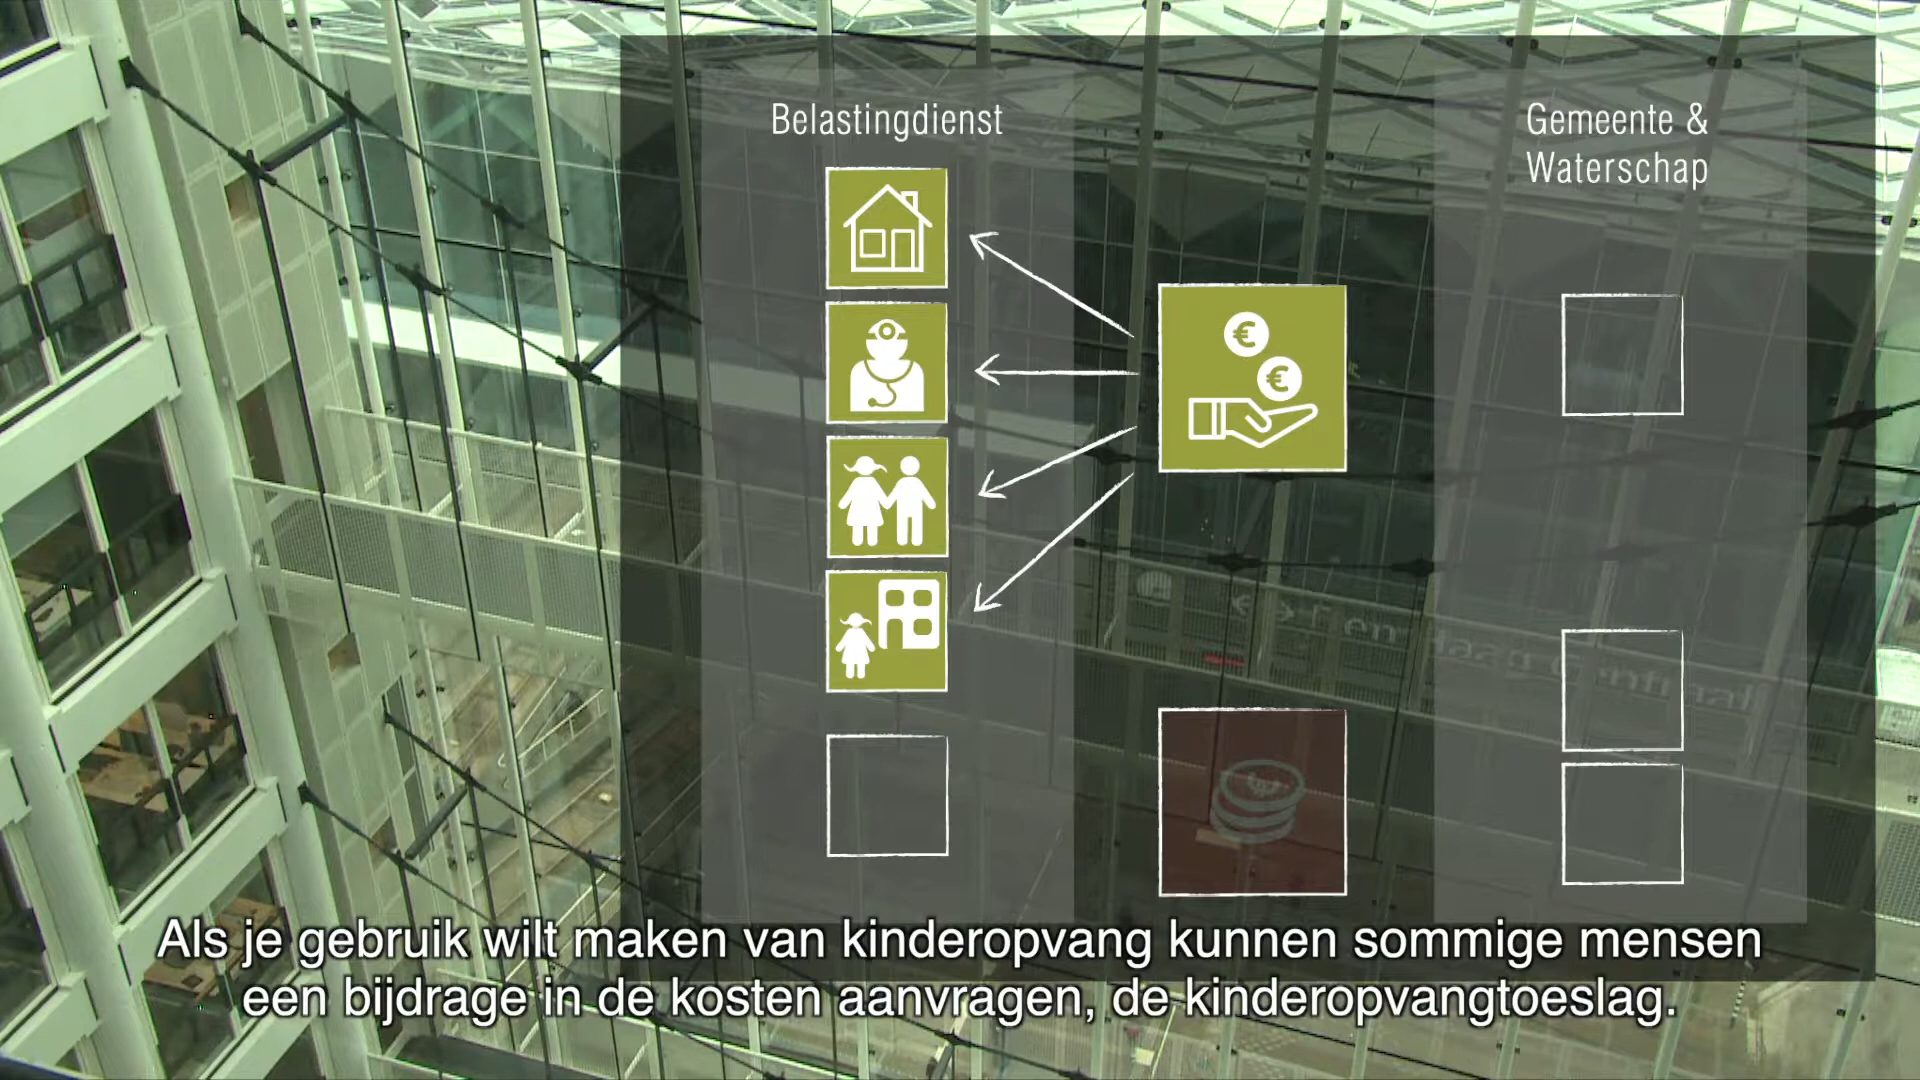 Belastingdienst
Gemeente &
Waterschap
€
€
Als je gebruik wilt maken van kinderopvang kunnen sommige mensen
een bijdrage in de kosten aanvragen, de kinderopvangtoeslag.